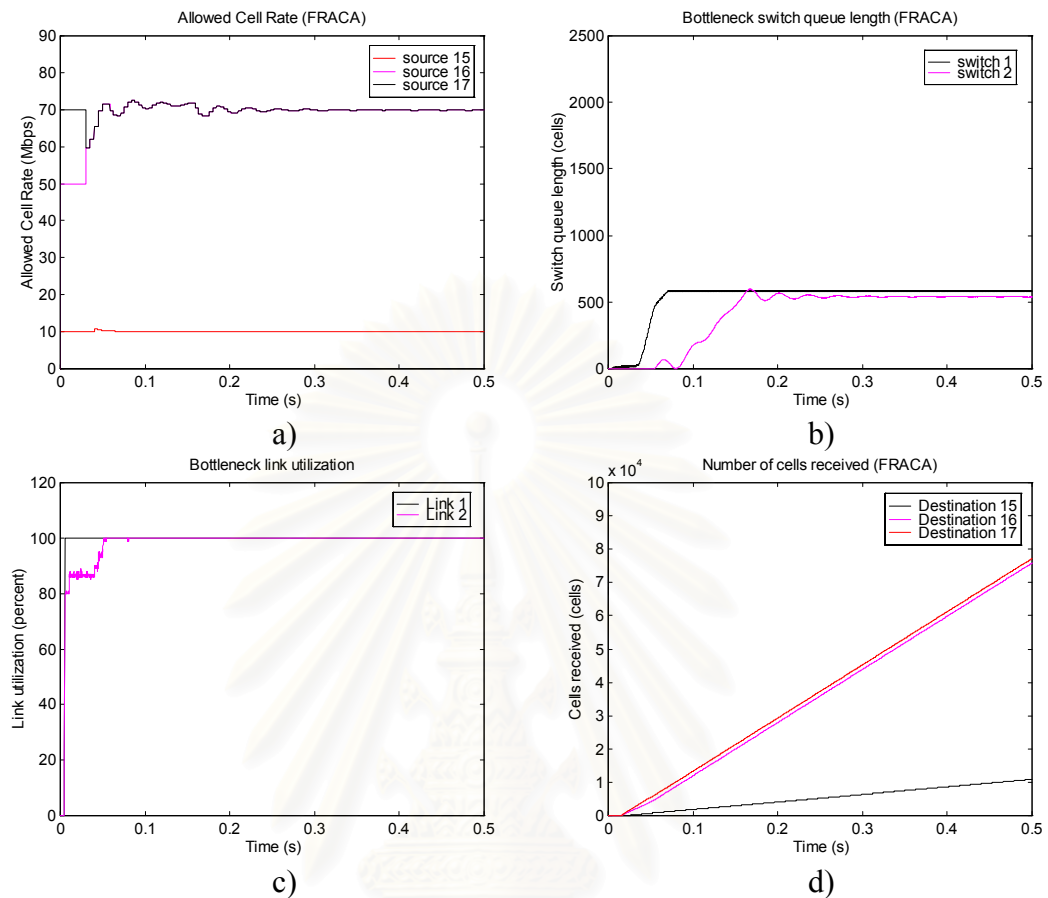 Allowed Cell Rate (FRACA)
90
80
70
60
50
40
30
20
10
0
Allowed Cell Rate (Mbps)
source 15
source 16
source 17
0 0.1 0.2 0.3 0.4 0.5
Time (s)
a)
Bottleneck switch queue length (FRACA)
2500
2000
1500
1000
500
0
Switch queue length (cells)
switch 1
switch 2
0 0.1 0.2 0.3 0.4 0.5
Time (s)
b)
Bottleneck link utilization
120
100
80
60
40
20
0
Link utilization (percent)
Link 1
Link 2
0 0.1 0.2 0.3 0.4 0.5
Time (s)
c)
Number of cells received (FRACA)
x 10^4
10
9
8
7
6
5
4
3
2
1
0
Cells received (cells)
Destination 15
Destination 16
Destination 17
0 0.1 0.2 0.3 0.4 0.5
Time (s)
d)